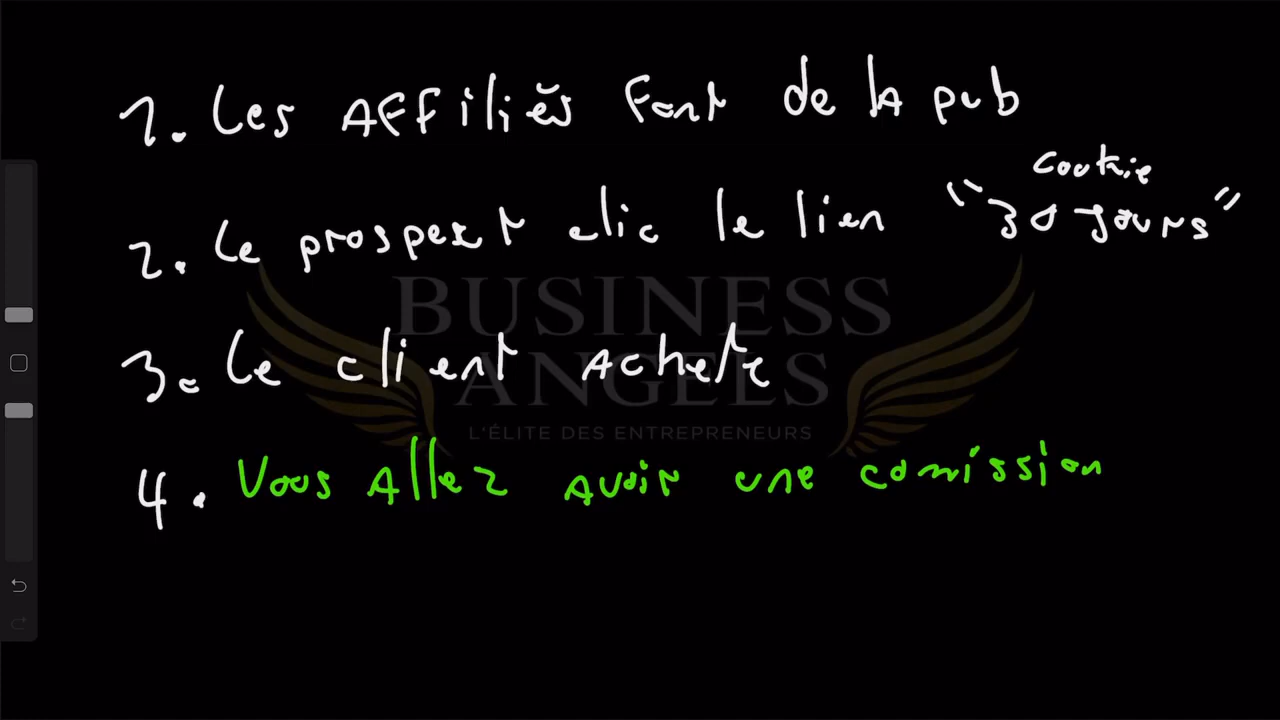 1. Les AFFiliés Font de la pub
cookie
2. Le prospect clic le lien "30 jours"
BUSINESS
3. Le client achete
ANGELS
L'ÉLITE DES ENTREPRENEURS
4. Vous Allez avoir une comission